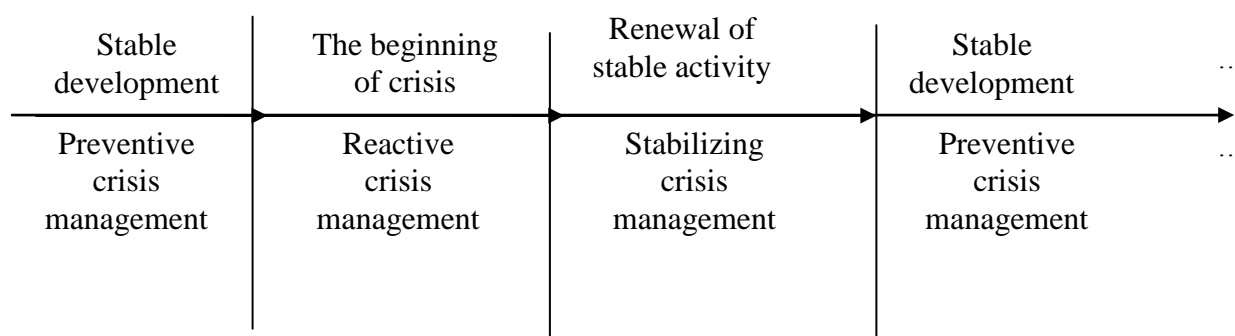 Stable
development
The beginning
of crisis
Renewal of
stable activity
Stable
development
..
Preventive
crisis
management
Reactive
crisis
management
Stabilizing
crisis
management
Preventive
crisis
management
..